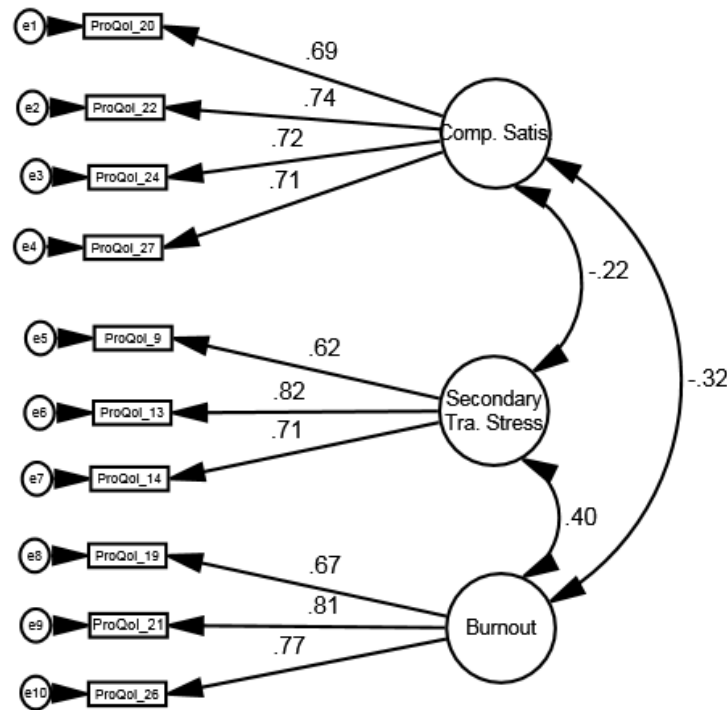 e1 ProQol_20
.69
e2 ProQol_22
.74
Comp. Satis.
e3 ProQol_24
.72
e4 ProQol_27
.71
-.22
e5 ProQol_9
.62
-.32
e6 ProQol_13
.82
Secondary
Tra. Stress
e7 ProQol_14
.71
.40
e8 ProQol_19
.67
e9 ProQol_21
.81
Burnout
e10 ProQol_26
.77